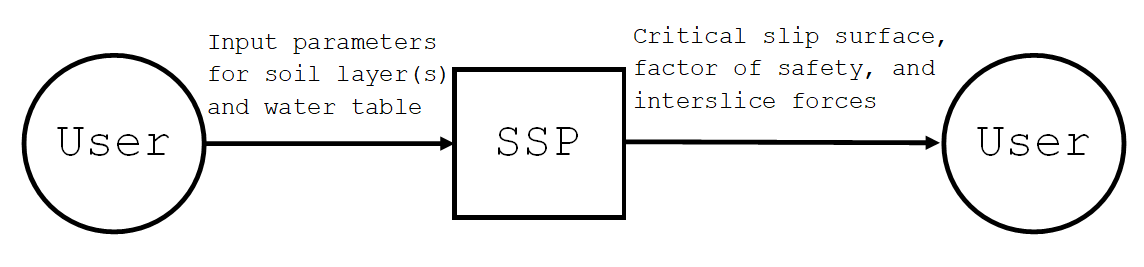 User
Input parameters
for soil layer(s)
and water table
SSP
Critical slip surface,
factor of safety, and
interslice forces
User